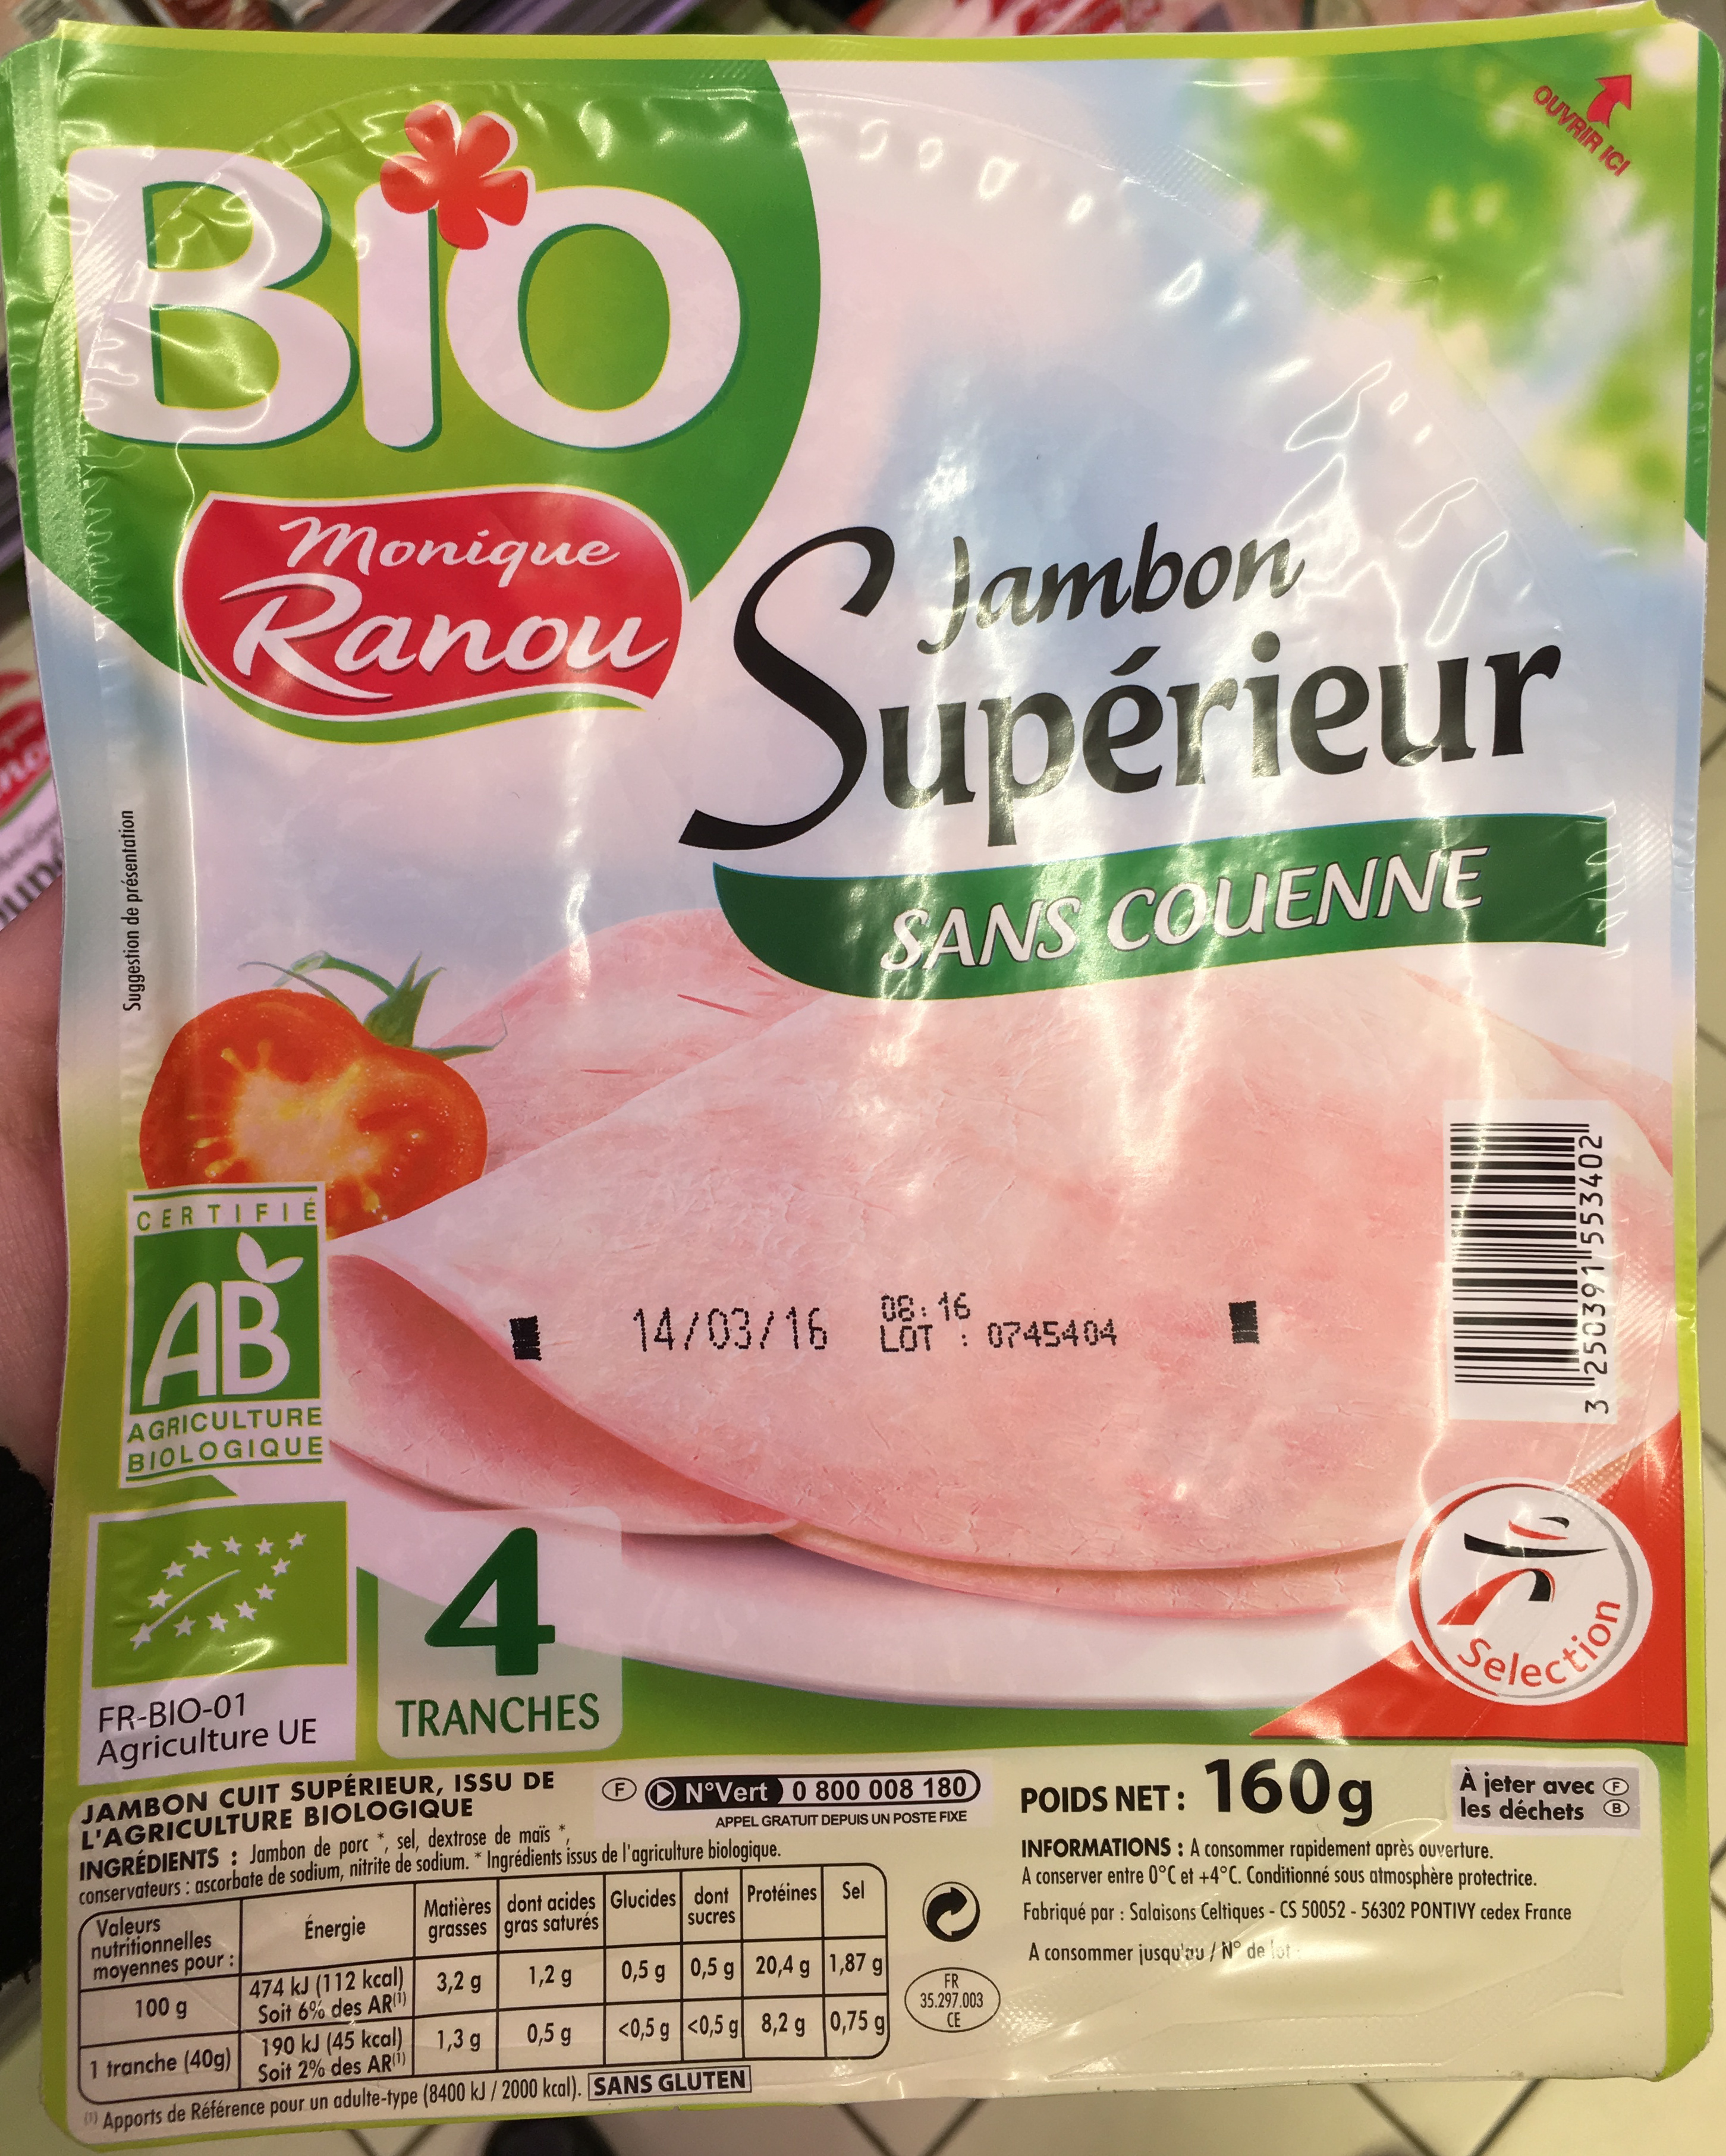 OUVRIR ICI
BIO
Monique
Ranou
Jambon
Supérieur
SANS COUENNE
Suggestion de présentation
CERTIFIÉ
AB
AGRICULTURE
BIOLOGIQUE
14/03/16
08:16
LOT : 0745404
3 250391 553402
Selection
FR-BIO-01
Agriculture UE
4
TRANCHES
JAMBON CUIT SUPÉRIEUR, ISSU DE
L'AGRICULTURE BIOLOGIQUE
INGRÉDIENTS : Jambon de porc *, sel, dextrose de maïs *,
conservateurs : ascorbate de sodium, nitrite de sodium. * Ingrédients issus de l'agriculture biologique.
F N°Vert 0 800 008 180
APPEL GRATUIT DEPUIS UN POSTE FIXE
Valeurs nutritionnelles moyennes pour : Énergie Matières grasses dont acides gras saturés Glucides dont sucres Protéines Sel
100 g 474 kJ (112 kcal) Soit 6% des AR(1) 3,2 g 1,2 g 0,5 g 0,5 g 20,4 g 1,87 g
1 tranche (40g) 190 kJ (45 kcal) Soit 2% des AR(1) 1,3 g 0,5 g <0,5 g <0,5 g 8,2 g 0,75 g
(1) Apports de Référence pour un adulte-type (8400 kJ / 2000 kcal). SANS GLUTEN
POIDS NET : 160g
À jeter avec F
les déchets B
INFORMATIONS : A consommer rapidement après ouverture.
A conserver entre 0°C et +4°C. Conditionné sous atmosphère protectrice.
Fabriqué par : Salaisons Celtiques - CS 50052 - 56302 PONTIVY cedex France
A consommer jusqu'au / N° de lot :
FR
35.297.003
CE